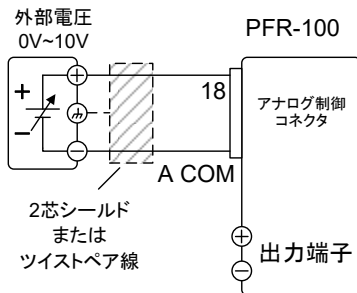 外部電圧
0V~10V
PFR-100
18
アナログ制御
コネクタ
A COM
2芯シールド
または
ツイストペア線
出力端子